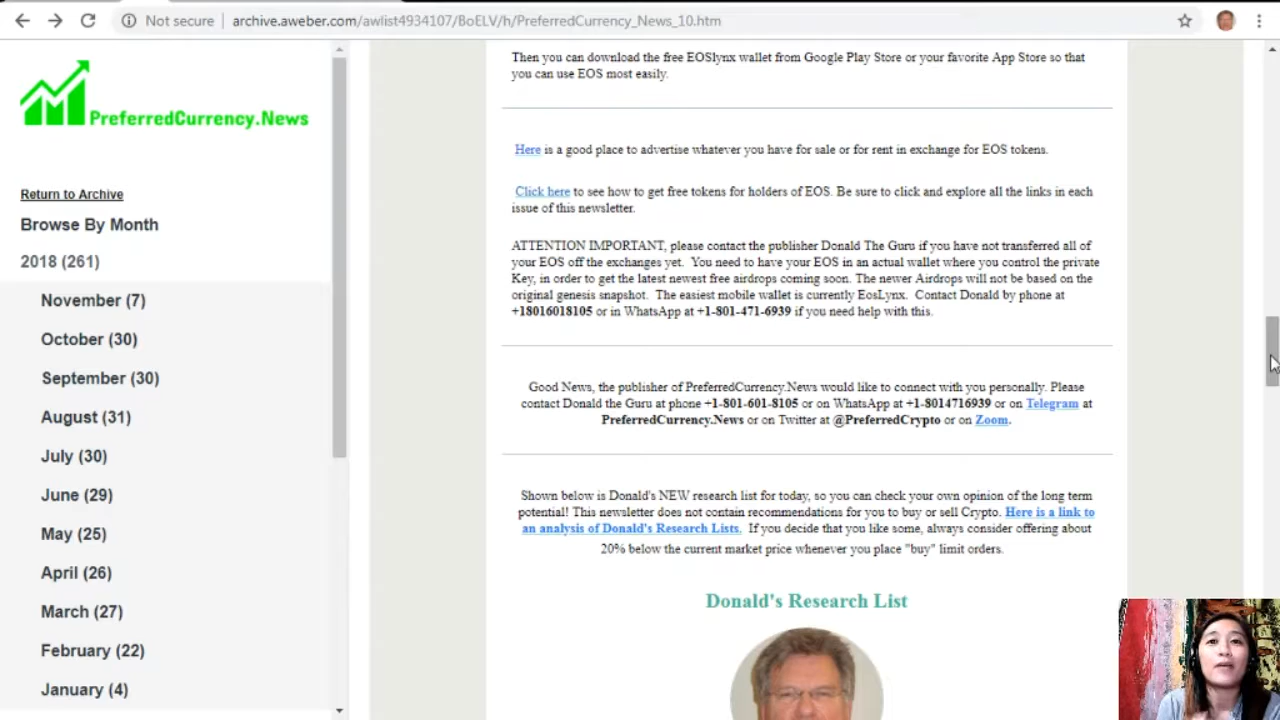 Not secure | archive.aweber.com/awlist4934107/8oELV/h/PreferredCurrency_News_10.htm
PreferredCurrency.News
Return to Archive
Browse By Month
2018 (261)
November (7)
October (30)
September (30)
August (31)
July (30)
June (29)
May (25)
April (26)
March (27)
February (22)
January (4)
Then you can download the free EOSlynx wallet from Google Play Store or your favorite App Store so that
you can use EOS most easily.
Here is a good place to advertise whatever you have for sale or for rent in exchange for EOS tokens.
Click here to see how to get free tokens for holders of EOS. Be sure to click and explore all the links in each
issue of this newsletter.
ATTENTION IMPORTANT, please contact the publisher Donald The Guru if you have not transferred all of
your EOS off the exchanges yet. You need to have your EOS in an actual wallet where you control the private
Key, in order to get the latest newest free airdrops coming soon. The newer Airdrops will not be based on the
original genesis snapshot. The easiest mobile wallet is currently EosLynx. Contact Donald by phone at
+18016018105 or in WhatsApp at +1-801-471-6939 if you need help with this.
Good News, the publisher of PreferredCurrency.News would like to connect with you personally. Please
contact Donald the Guru at phone +1-801-601-8105 or on WhatsApp at +1-8014716939 or on Telegram at
PreferredCurrency.News or on Twitter at @PreferredCrypto or on Zoom.
Shown below is Donald's NEW research list for today, so you can check your own opinion of the long term
potential! This newsletter does not contain recommendations for you to buy or sell Crypto. Here is a link to
an analysis of Donald's Research Lists. If you decide that you like some, always consider offering about
20% below the current market price whenever you place "buy" limit orders.
Donald's Research List